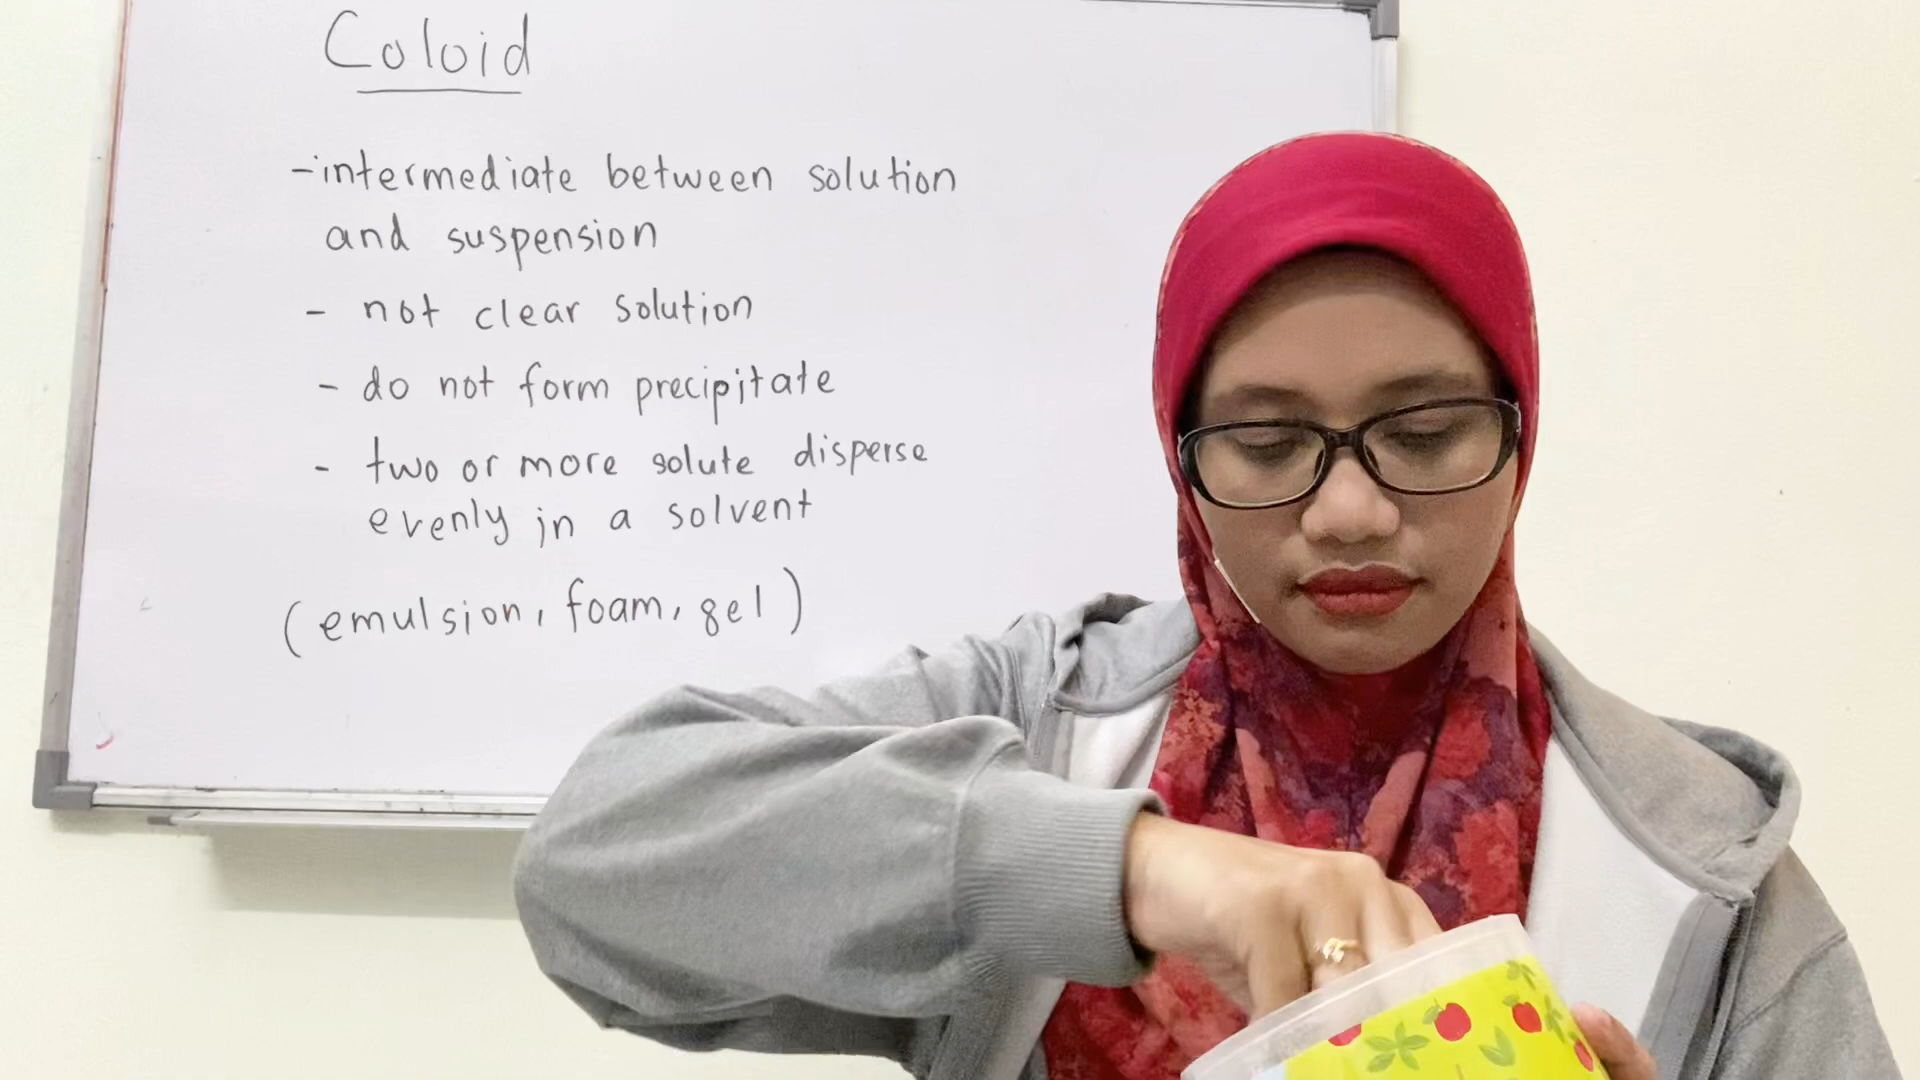 Coloid
-intermediate between solution
and suspension
- not clear solution
- do not form precipitate
- two or more solute disperse
evenly in a solvent
(emulsion, foam, gel)